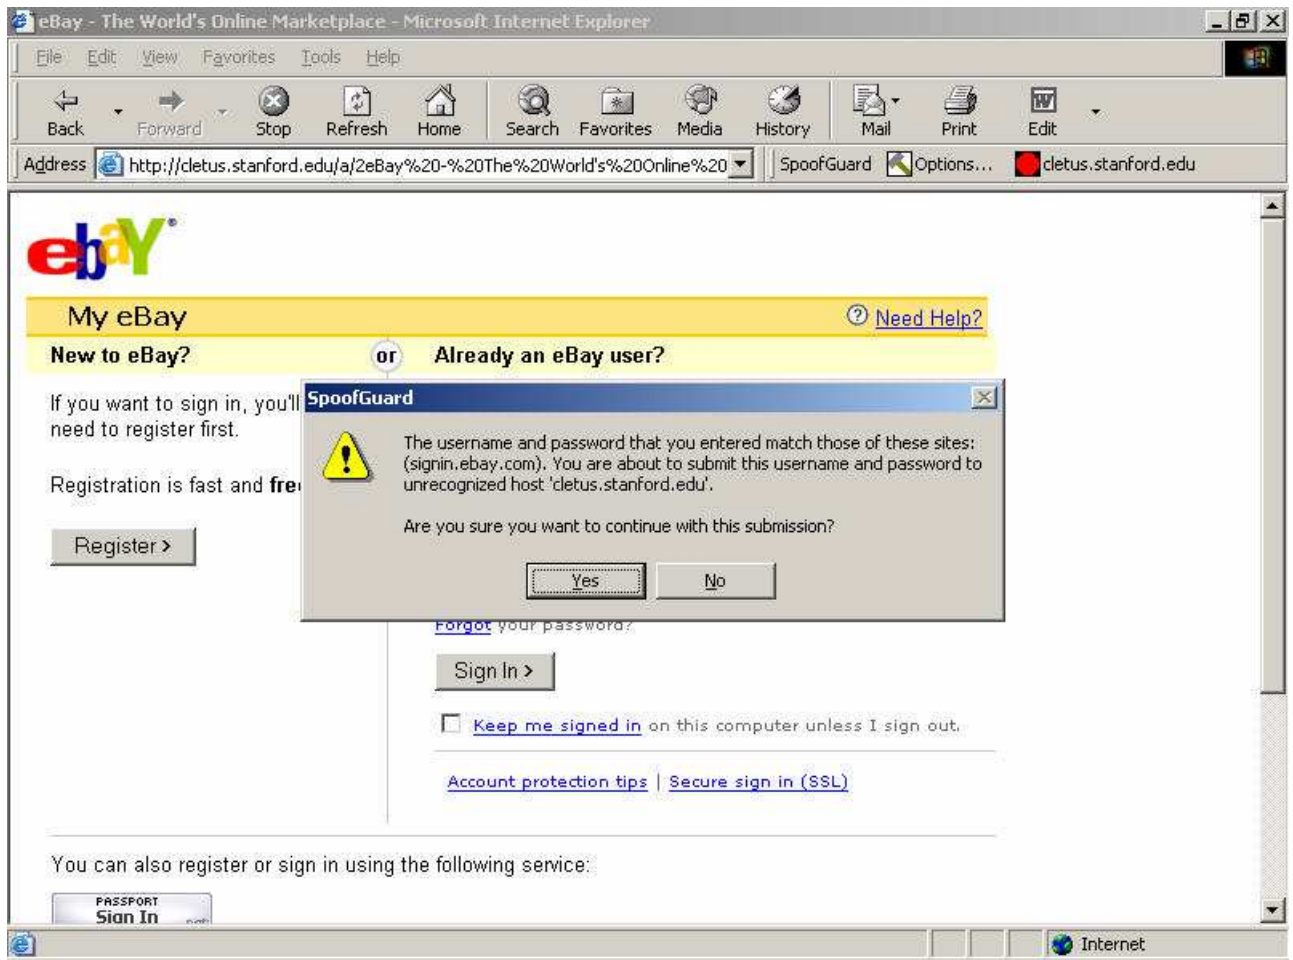 eBay - The World's Online Marketplace - Microsoft Internet Explorer
File Edit View Favorites Tools Help
Back Forward Stop Refresh Home Search Favorites Media History Mail Print Edit
Address http://cletus.stanford.edu/a/2eBay%20-%20The%20World's%20Online%20 SpoofGuard Options... cletus.stanford.edu
ebaY®
My eBay Need Help?
New to eBay? or Already an eBay user?
If you want to sign in, you'll
need to register first.
Registration is fast and fre
Register >
SpoofGuard
The username and password that you entered match those of these sites:
(signin.ebay.com). You are about to submit this username and password to
unrecognized host 'cletus.stanford.edu'.
Are you sure you want to continue with this submission?
Yes No
Forgot your password?
Sign In >
Keep me signed in on this computer unless I sign out.
Account protection tips | Secure sign in (SSL)
You can also register or sign in using the following service:
PASSPORT
Sign In .net
Internet